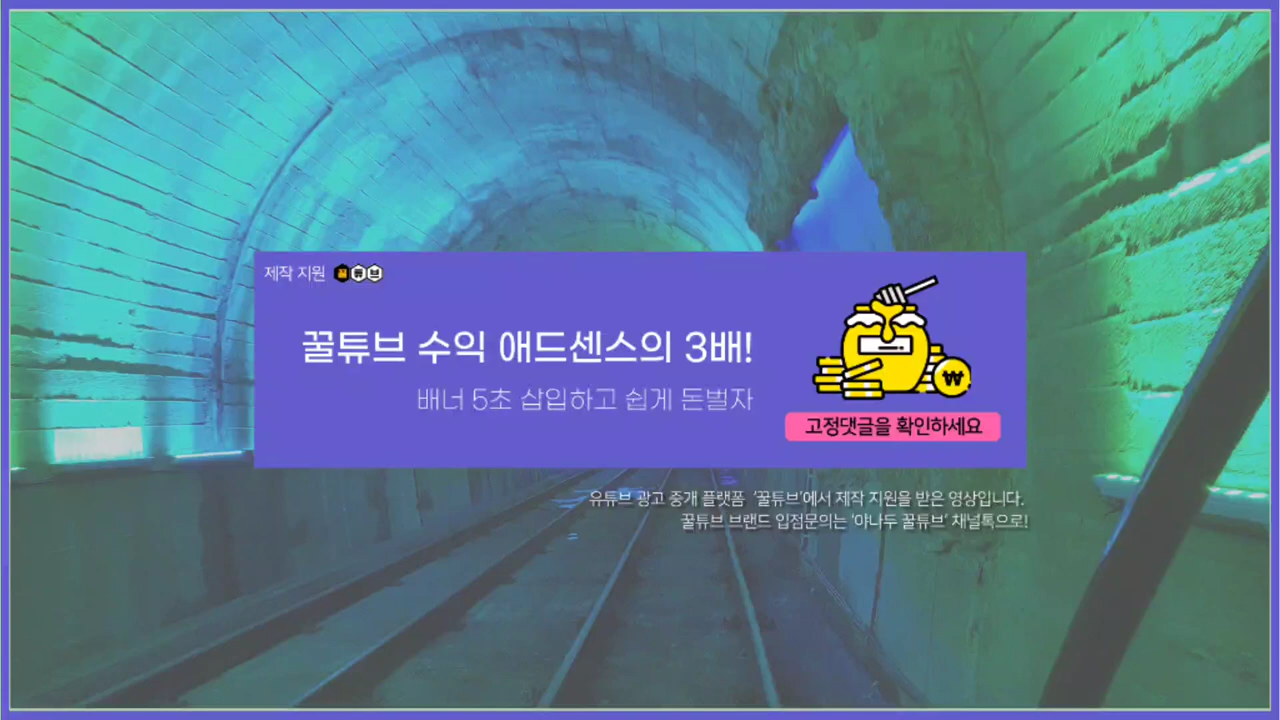 제작 지원 꿀튜브
꿀튜브 수익 애드센스의 3배!
배너 5초 삽입하고 쉽게 돈벌자
₩
고정댓글을 확인하세요
유튜브 광고 중개 플랫폼 '꿀튜브'에서 제작 지원을 받은 영상입니다.
꿀튜브 브랜드 입점문의는 '야나두 꿀튜브' 채널톡으로!